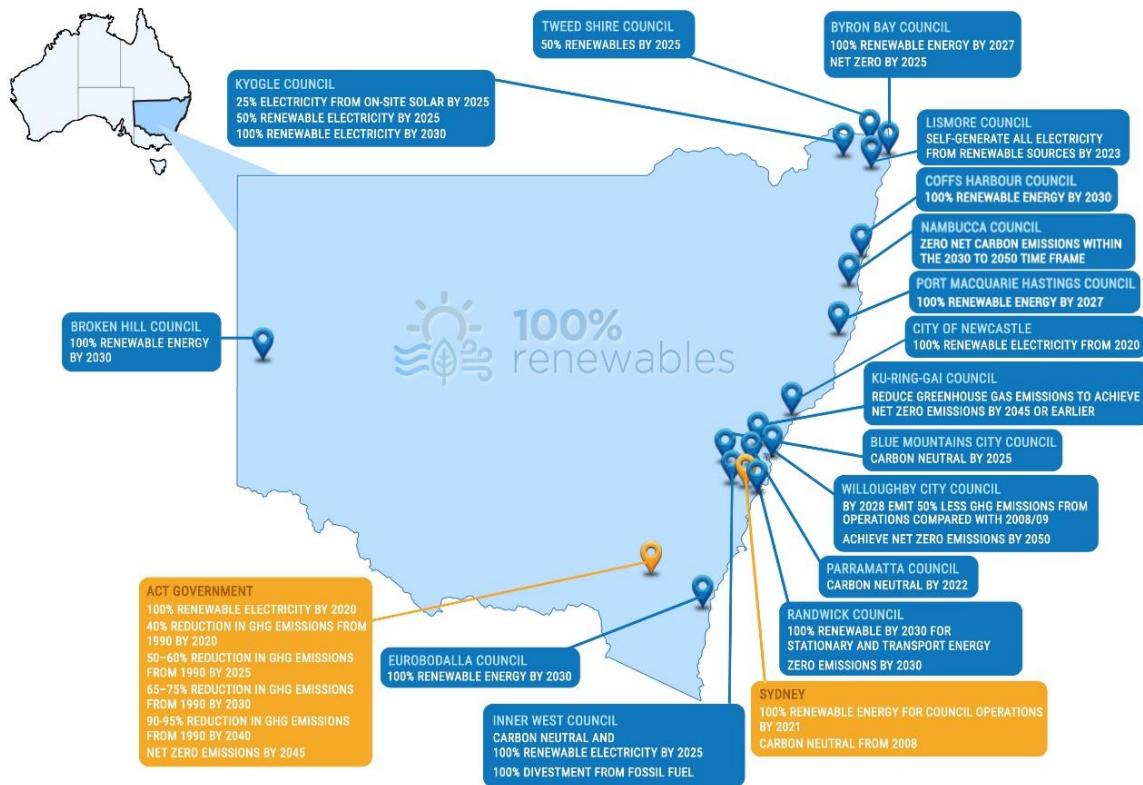 TWEED SHIRE COUNCIL
50% RENEWABLES BY 2025
BYRON BAY COUNCIL
100% RENEWABLE ENERGY BY 2027
NET ZERO BY 2025
KYOGLE COUNCIL
25% ELECTRICITY FROM ON-SITE SOLAR BY 2025
50% RENEWABLE ELECTRICITY BY 2025
100% RENEWABLE ELECTRICITY BY 2030
LISMORE COUNCIL
SELF-GENERATE ALL ELECTRICITY
FROM RENEWABLE SOURCES BY 2023
COFFS HARBOUR COUNCIL
100% RENEWABLE ENERGY BY 2030
NAMBUCCA COUNCIL
ZERO NET CARBON EMISSIONS WITHIN
THE 2030 TO 2050 TIME FRAME
PORT MACQUARIE HASTINGS COUNCIL
100% RENEWABLE ENERGY BY 2027
BROKEN HILL COUNCIL
100% RENEWABLE ENERGY
BY 2030
100%
renewables
CITY OF NEWCASTLE
100% RENEWABLE ELECTRICITY FROM 2020
KU-RING-GAI COUNCIL
REDUCE GREENHOUSE GAS EMISSIONS TO ACHIEVE
NET ZERO EMISSIONS BY 2045 OR EARLIER
BLUE MOUNTAINS CITY COUNCIL
CARBON NEUTRAL BY 2025
WILLOUGHBY CITY COUNCIL
BY 2028 EMIT 50% LESS GHG EMISSIONS FROM
OPERATIONS COMPARED WITH 2008/09
ACHIEVE NET ZERO EMISSIONS BY 2050
PARRAMATTA COUNCIL
CARBON NEUTRAL BY 2022
RANDWICK COUNCIL
100% RENEWABLE BY 2030 FOR
STATIONARY AND TRANSPORT ENERGY
ZERO EMISSIONS BY 2030
ACT GOVERNMENT
100% RENEWABLE ELECTRICITY BY 2020
40% REDUCTION IN GHG EMISSIONS FROM
1990 BY 2020
50–60% REDUCTION IN GHG EMISSIONS
FROM 1990 BY 2025
65–75% REDUCTION IN GHG EMISSIONS
FROM 1990 BY 2030
90-95% REDUCTION IN GHG EMISSIONS
FROM 1990 BY 2040
NET ZERO EMISSIONS BY 2045
EUROBODALLA COUNCIL
100% RENEWABLE ENERGY BY 2030
INNER WEST COUNCIL
CARBON NEUTRAL AND
100% RENEWABLE ELECTRICITY BY 2025
100% DIVESTMENT FROM FOSSIL FUEL
SYDNEY
100% RENEWABLE ENERGY FOR COUNCIL OPERATIONS
BY 2021
CARBON NEUTRAL FROM 2008